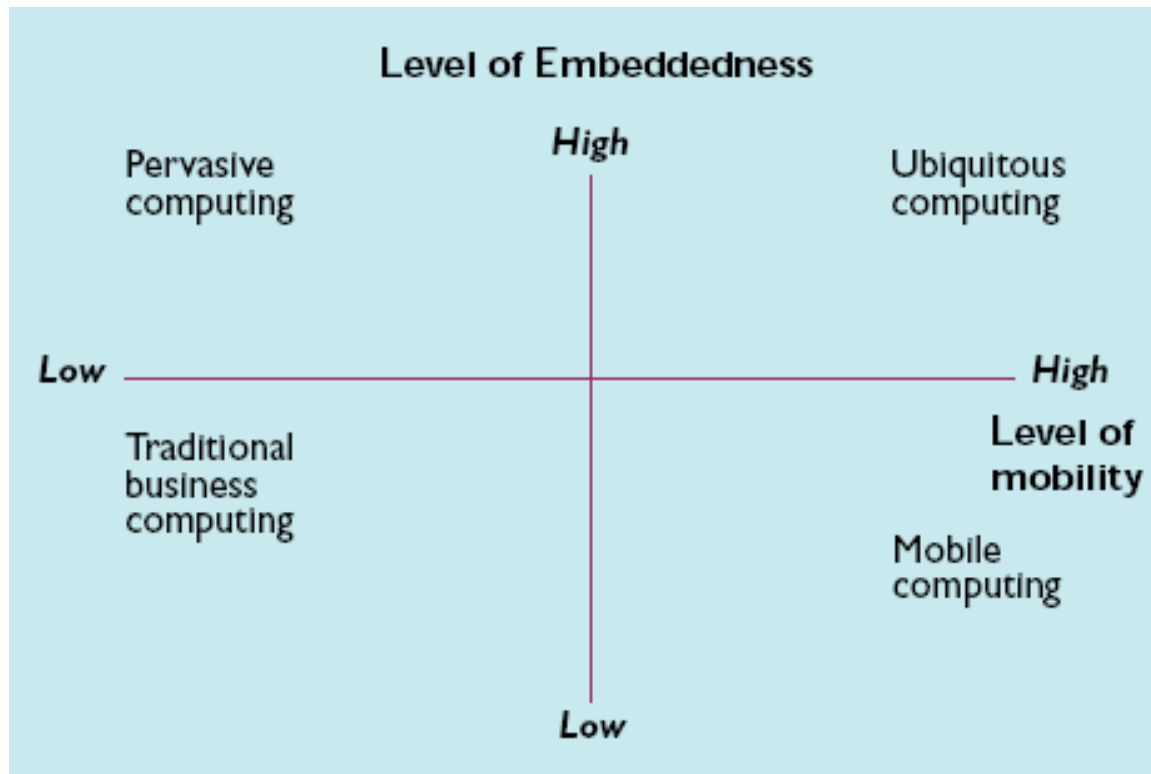 Level of Embeddedness
High
Pervasive
computing
Ubiquitous
computing
Low
High
Traditional
business
computing
Level of
mobility
Mobile
computing
Low